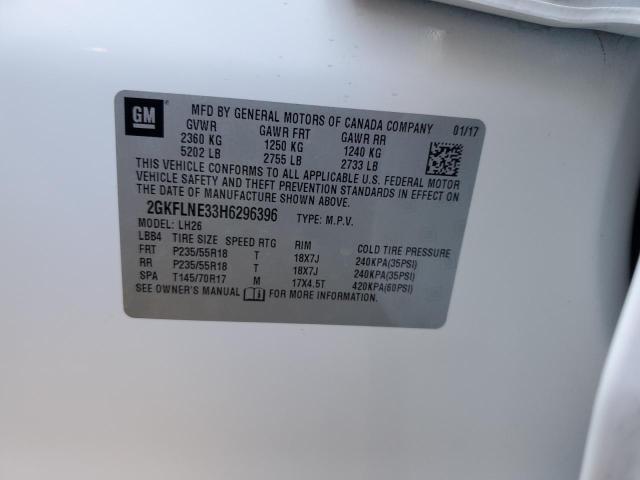 GM
MFD BY GENERAL MOTORS OF CANADA COMPANY 01/17
GVWR GAWR FRT GAWR RR
2360 KG 1250 KG 1240 KG
5202 LB 2755 LB 2733 LB
THIS VEHICLE CONFORMS TO ALL APPLICABLE U.S. FEDERAL MOTOR
VEHICLE SAFETY AND THEFT PREVENTION STANDARDS IN EFFECT ON
THE DATE OF MANUFACTURE SHOWN ABOVE.
2GKFLNE33H6296396 TYPE: M.P.V.
MODEL: LH26
LBB4 TIRE SIZE SPEED RTG RIM COLD TIRE PRESSURE
FRT P235/55R18 T 18X7J 240KPA(35PSI)
RR P235/55R18 T 18X7J 240KPA(35PSI)
SPA T145/70R17 M 17X4.5T 420KPA(60PSI)
SEE OWNER'S MANUAL FOR MORE INFORMATION